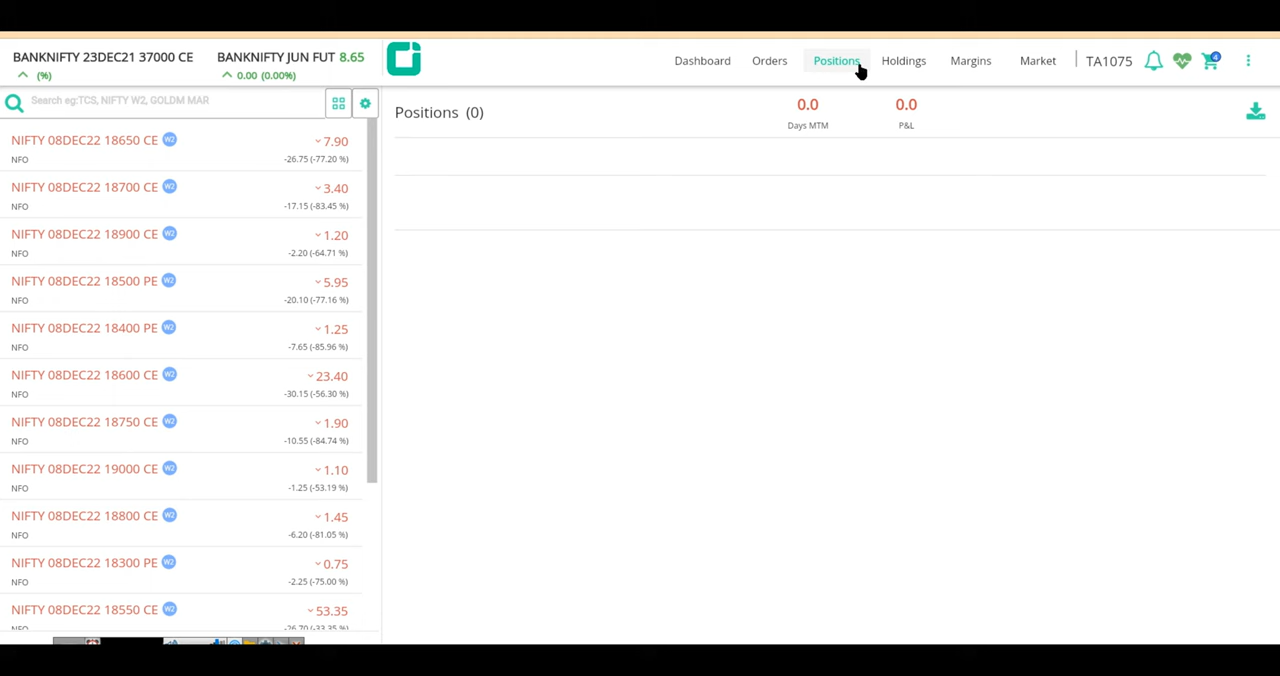 BANKNIFTY 23DEC21 37000 CE
(%)
BANKNIFTY JUN FUT 8.65
0.00 (0.00%)
Dashboard Orders Positions Holdings Margins Market TA1075 4
Search eg:TCS, NIFTY W2, GOLDM MAR
NIFTY 08DEC22 18650 CE W2 7.90
NFO -26.75 (-77.20 %)
NIFTY 08DEC22 18700 CE W2 3.40
NFO -17.15 (-83.45 %)
NIFTY 08DEC22 18900 CE W2 1.20
NFO -2.20 (-64.71 %)
NIFTY 08DEC22 18500 PE W2 5.95
NFO -20.10 (-77.16 %)
NIFTY 08DEC22 18400 PE W2 1.25
NFO -7.65 (-85.96 %)
NIFTY 08DEC22 18600 CE W2 23.40
NFO -30.15 (-56.30 %)
NIFTY 08DEC22 18750 CE W2 1.90
NFO -10.55 (-84.74 %)
NIFTY 08DEC22 19000 CE W2 1.10
NFO -1.25 (-53.19 %)
NIFTY 08DEC22 18800 CE W2 1.45
NFO -6.20 (-81.05 %)
NIFTY 08DEC22 18300 PE W2 0.75
NFO -2.25 (-75.00 %)
NIFTY 08DEC22 18550 CE W2 53.35
NFO -26.70 (-33.35 %)
Positions (0)
0.0 0.0
Days MTM P&L